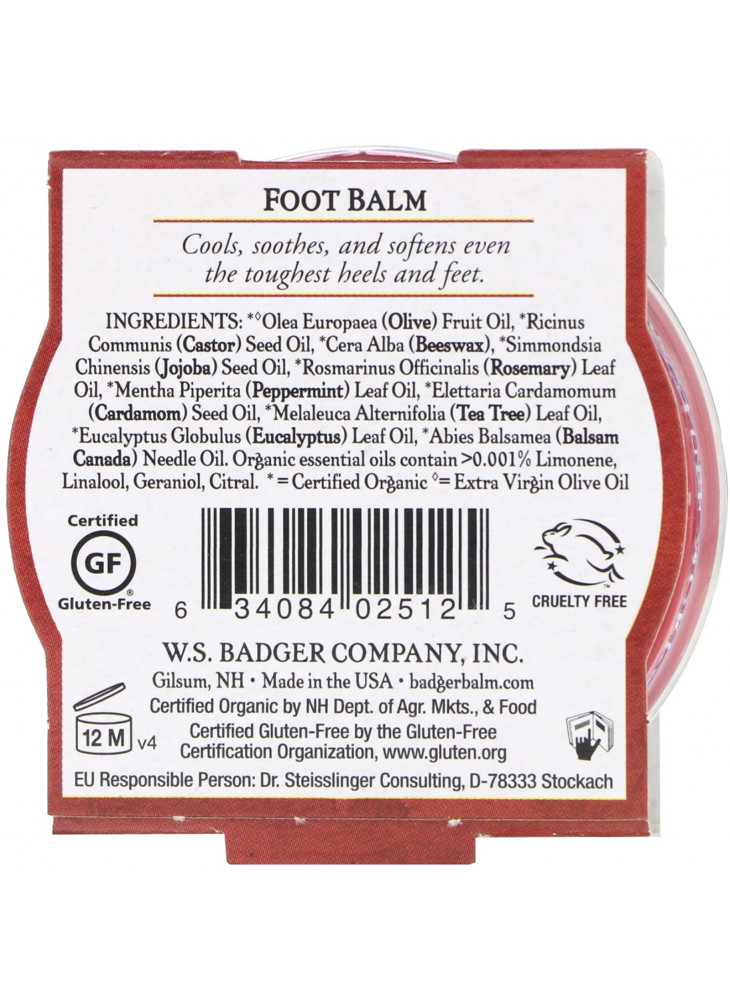 FOOT BALM
Cools, soothes, and softens even
the toughest heels and feet.
INGREDIENTS: *◊Olea Europaea (Olive) Fruit Oil, *Ricinus
Communis (Castor) Seed Oil, *Cera Alba (Beeswax), *Simmondsia
Chinensis (Jojoba) Seed Oil, *Rosmarinus Officinalis (Rosemary) Leaf
Oil, *Mentha Piperita (Peppermint) Leaf Oil, *Elettaria Cardamomum
(Cardamom) Seed Oil, *Melaleuca Alternifolia (Tea Tree) Leaf Oil,
*Eucalyptus Globulus (Eucalyptus) Leaf Oil, *Abies Balsamea (Balsam
Canada) Needle Oil. Organic essential oils contain >0.001% Limonene,
Linalool, Geraniol, Citral. * = Certified Organic ◊= Extra Virgin Olive Oil
Certified
GF®
Gluten-Free
6 34084 02512 5
™
CRUELTY FREE
W.S. BADGER COMPANY, INC.
Gilsum, NH • Made in the USA • badgerbalm.com
Certified Organic by NH Dept. of Agr. Mkts., & Food
12 M v4
Certified Gluten-Free by the Gluten-Free
Certification Organization, www.gluten.org
EU Responsible Person: Dr. Steisslinger Consulting, D-78333 Stockach